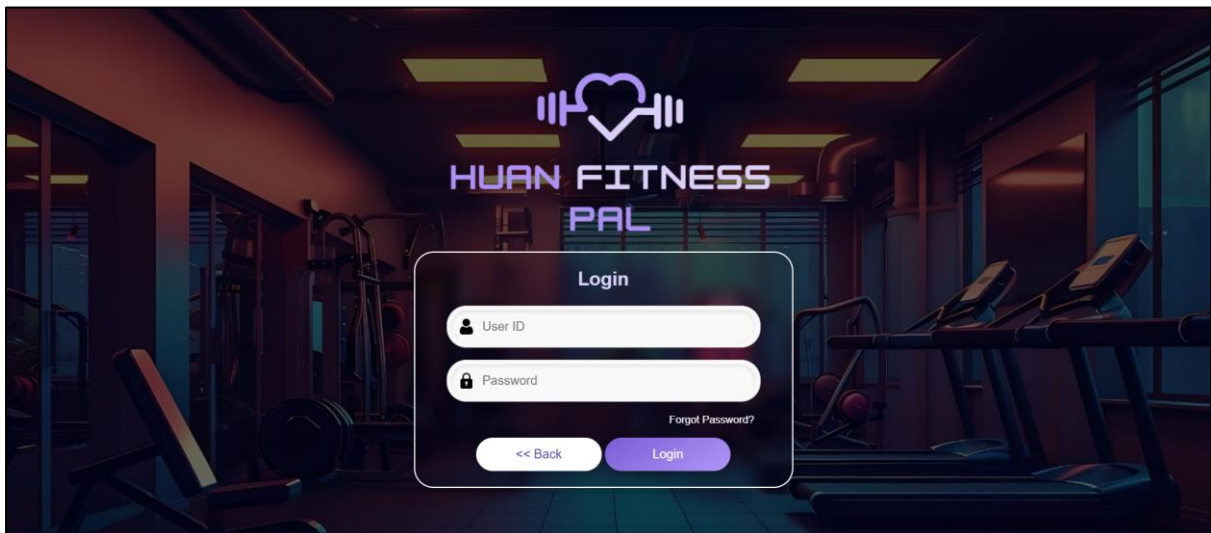 HUAN FITNESS
PAL
Login
User ID
Password
Forgot Password?
<< Back
Login